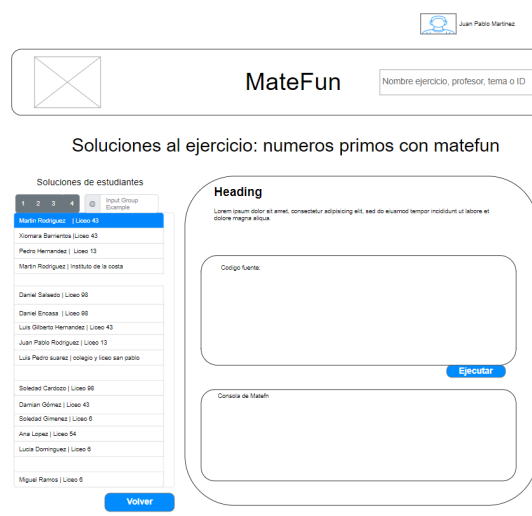 Juan Pablo Martinez
MateFun
Nombre ejercicio, profesor, tema o ID
Soluciones al ejercicio: numeros primos con matefun
Soluciones de estudiantes
1 2 3 4 @ Input Group Example
Martin Rodriguez | Liceo 43
Xiomara Barrientos |Liceo 43
Pedro Hernandez | Liceo 13
Martin Rodriguez | Instituto de la costa
Daniel Salsedo | Liceo 98
Daniel Encasa | Liceo 98
Luis Gilberto Hernandez | Liceo 43
Juan Pablo Rodriguez | Liceo 13
Luis Pedro suarez | colegio y liceo san pablo
Soledad Cardozo | Liceo 98
Damian Gómez | Liceo 43
Soledad Gimenez | Liceo 6
Ana Lopez | Liceo 54
Lucia Dominguez | Liceo 6
Miguel Ramos | Liceo 6
Volver
Heading
Lorem ipsum dolor sit amet, consectetur adipisicing elit, sed do eiusmod tempor incididunt ut labore et
dolore magna aliqua.
Codigo fuente:
Ejecutar
Consola de Matefn